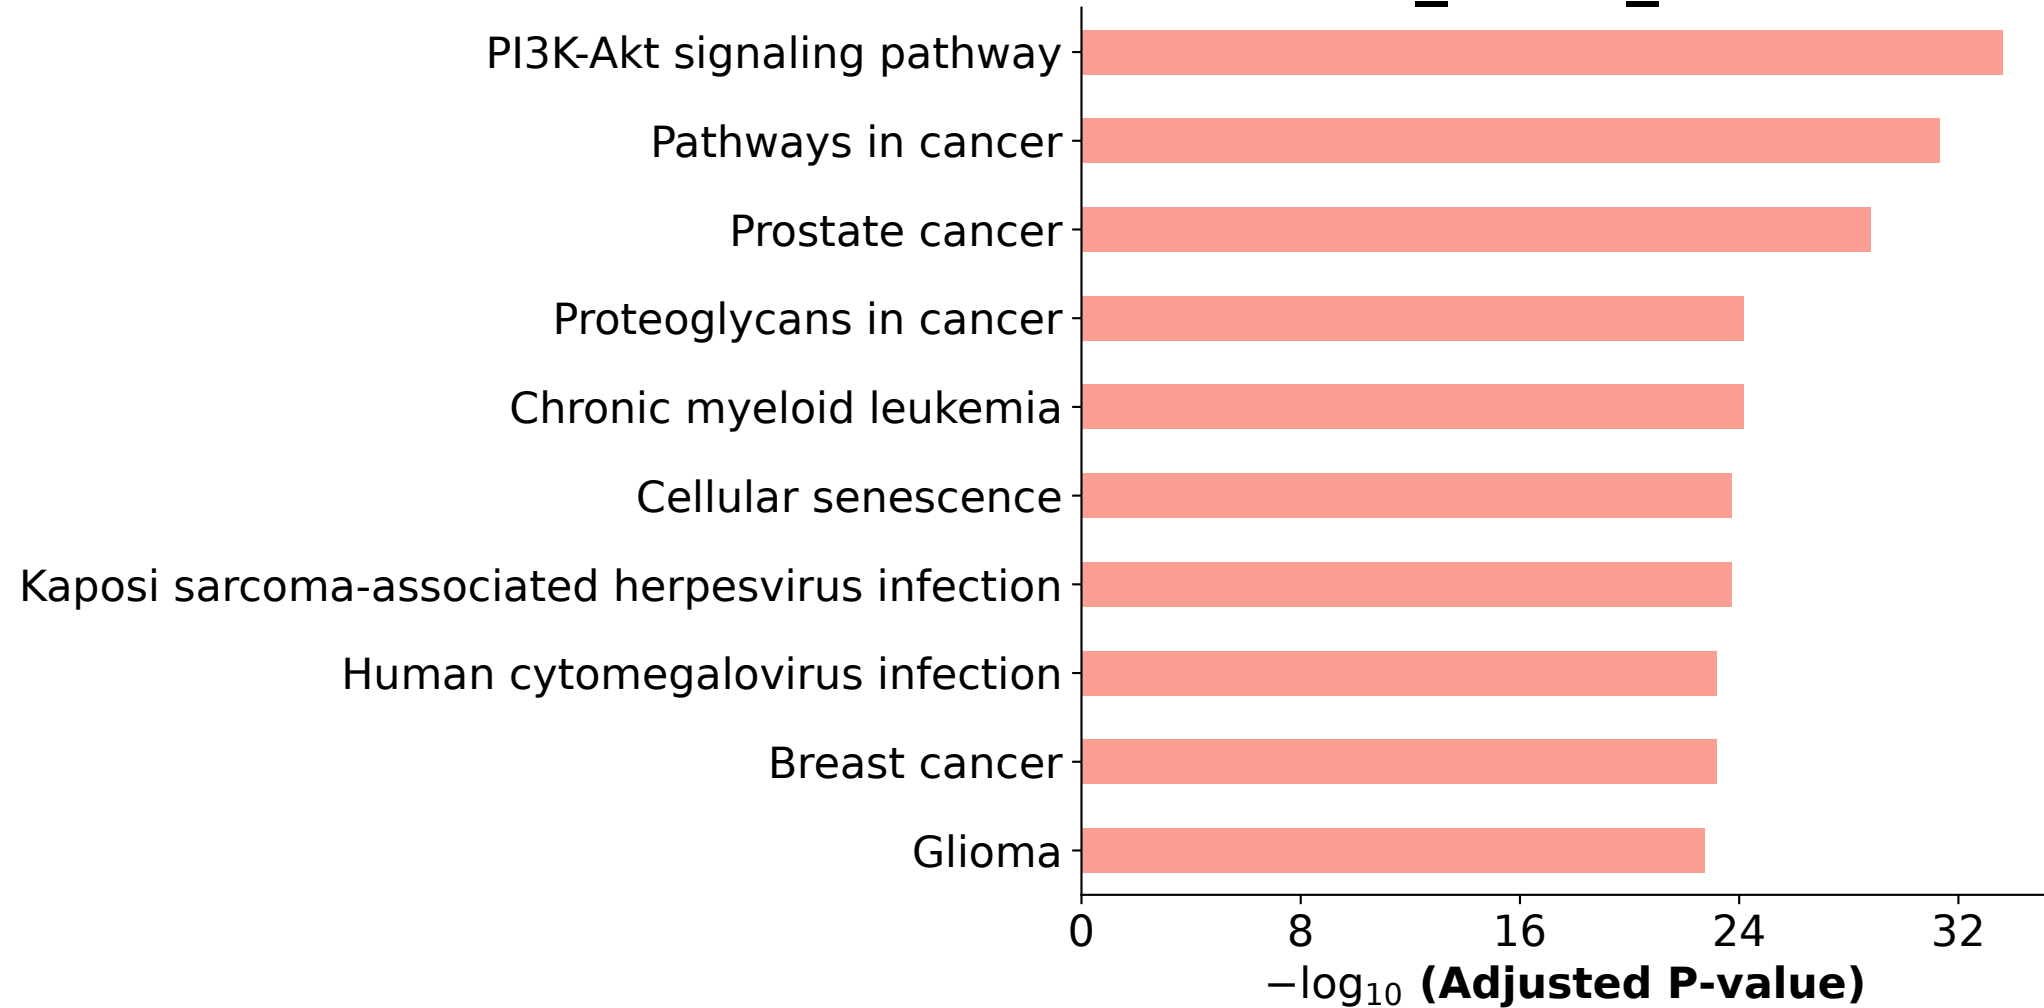 PI3K-Akt signaling pathway
Pathways in cancer
Prostate cancer
Proteoglycans in cancer
Chronic myeloid leukemia
Cellular senescence
Kaposi sarcoma-associated herpesvirus infection
Human cytomegalovirus infection
Breast cancer
Glioma
0 8 16 24 32
−log₁₀ (Adjusted P-value)